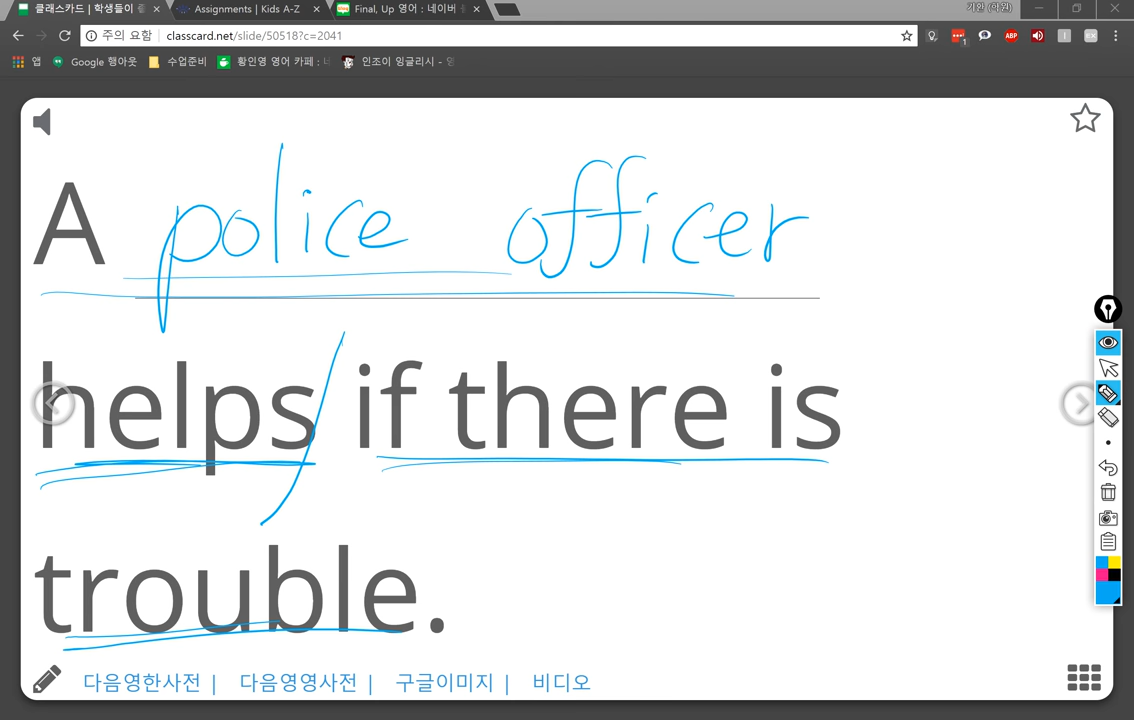 클래스카드 | 학생들이
Assignments | Kids A-Z
Final, Up 영어 : 네이버
기완 (학원)
주의 요함
classcard.net/slide/50518?c=2041
앱
Google 행아웃
수업준비
황인영 영어 카페 :
인조이 잉글리시 -
A police officer
helps if there is
trouble.
다음영한사전 | 다음영영사전 | 구글이미지 | 비디오